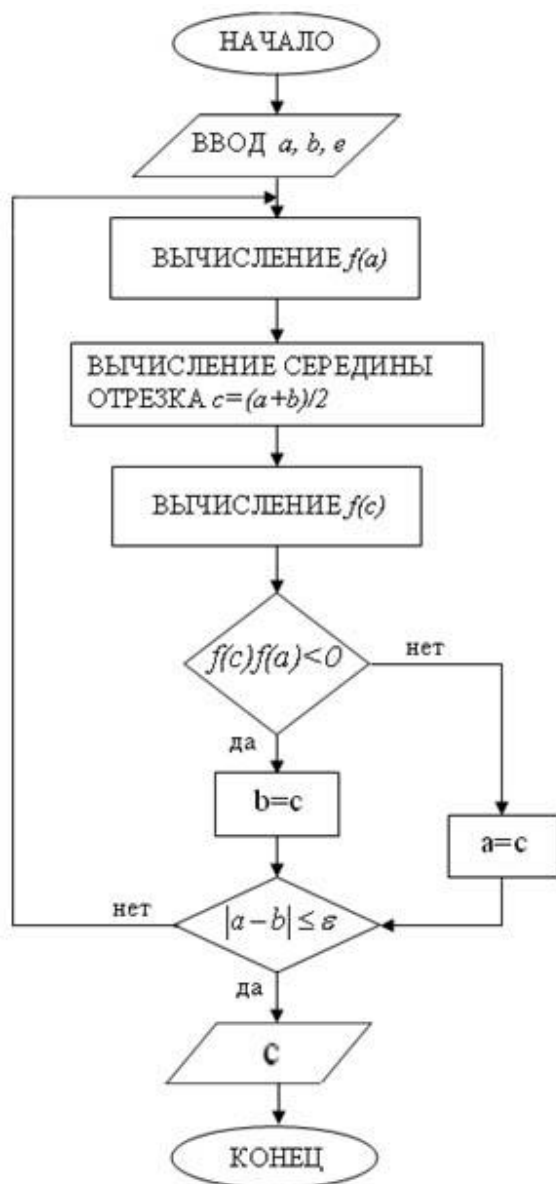 НАЧАЛО
ВВОД a, b, e
ВЫЧИСЛЕНИЕ f(a)
ВЫЧИСЛЕНИЕ СЕРЕДИНЫ
ОТРЕЗКА c=(a+b)/2
ВЫЧИСЛЕНИЕ f(c)
f(c)f(a)<0
нет
да
b=c
a=c
|a-b|≤ε
нет
да
C
КОНЕЦ